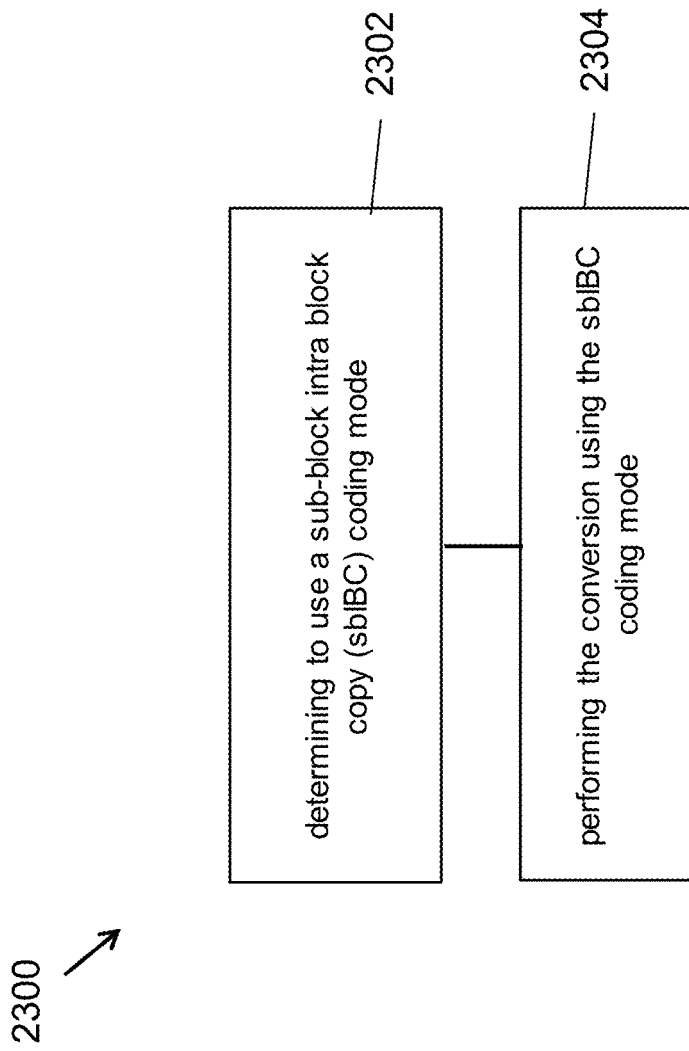 2300
determining to use a sub-block intra block
copy (sbIBC) coding mode
2302
performing the conversion using the sbIBC
coding mode
2304